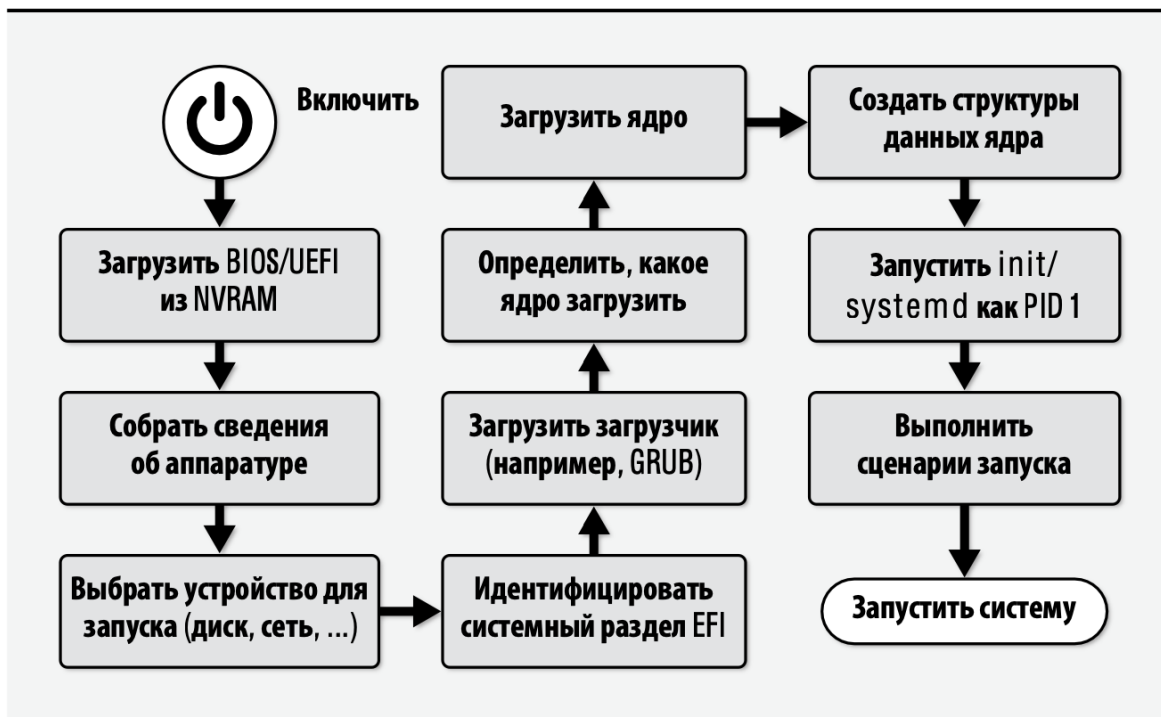 Включить
Загрузить BIOS/UEFI
из NVRAM
Собрать сведения
об аппаратуре
Выбрать устройство для
запуска (диск, сеть, ...)
Идентифицировать
системный раздел EFI
Загрузить загрузчик
(например, GRUB)
Определить, какое
ядро загрузить
Загрузить ядро
Создать структуры
данных ядра
Запустить init/
systemd как PID 1
Выполнить
сценарии запуска
Запустить систему